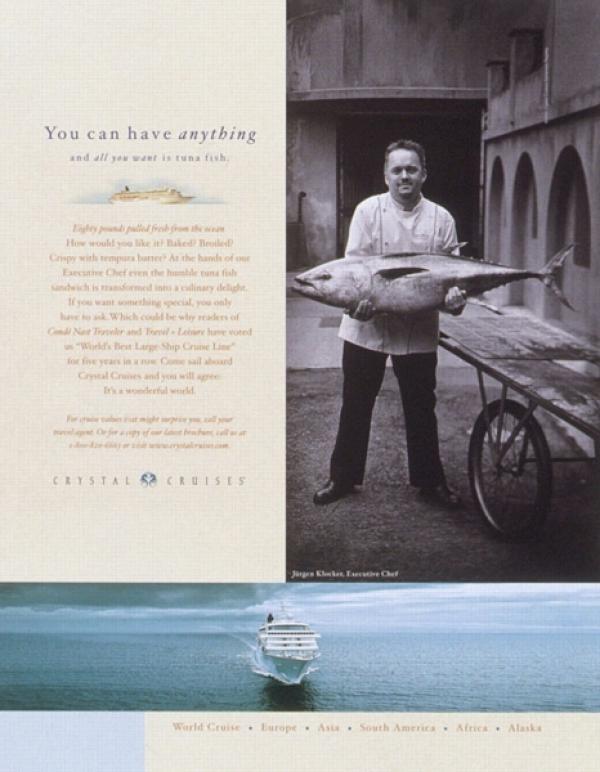 You can have anything
and all you want is tuna fish.
Eighty pounds pulled fresh from the ocean
How would you like it? Baked? Broiled?
Crispy with tempura batter? At the hands of our
Executive Chef even the humble tuna fish
sandwich is transformed into a culinary delight.
If you want something special, you only
have to ask. Which could be why readers of
Condé Nast Traveler and Travel + Leisure have voted
us "World's Best Large-Ship Cruise Line"
for five years in a row. Come sail aboard
Crystal Cruises and you will agree:
It's a wonderful world.
For cruise values that might surprise you, call your
travel agent. Or for a copy of our latest brochure, call us at
1-800-820-6663 or visit www.crystalcruises.com.
CRYSTAL CRUISES
Jürgen Klocker, Executive Chef
World Cruise • Europe • Asia • South America • Africa • Alaska